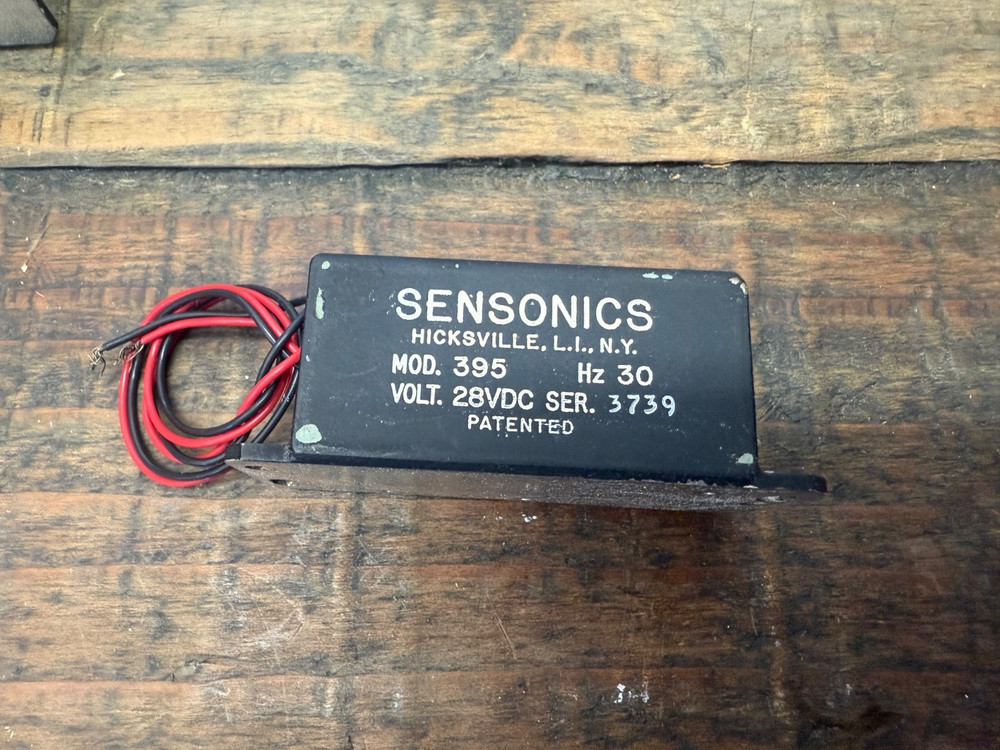 SENSONICS
HICKSVILLE, L.I., N.Y.
MOD. 395 Hz 30
VOLT. 28VDC SER. 3739
PATENTED